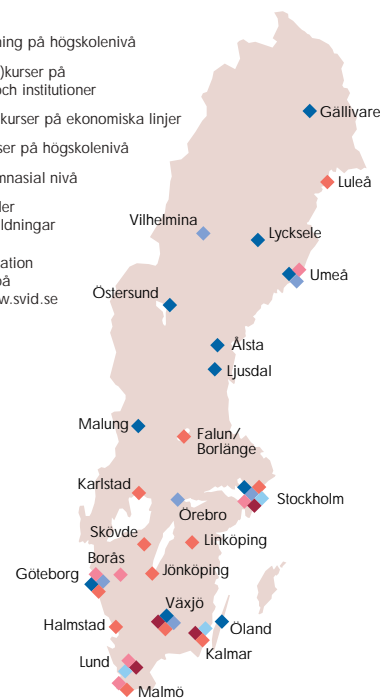 ning på högskolenivå
)kurser på
och institutioner
kurser på ekonomiska linjer
ser på högskolenivå
mnasial nivå
der
ldningar
ation
på
w.svid.se
Gällivare
Luleå
Vilhelmina
Lycksele
Umeå
Östersund
Ålsta
Ljusdal
Malung
Falun/
Borlänge
Karlstad
Stockholm
Örebro
Skövde
Linköping
Borås
Göteborg
Jönköping
Växjö
Halmstad
Öland
Kalmar
Lund
Malmö